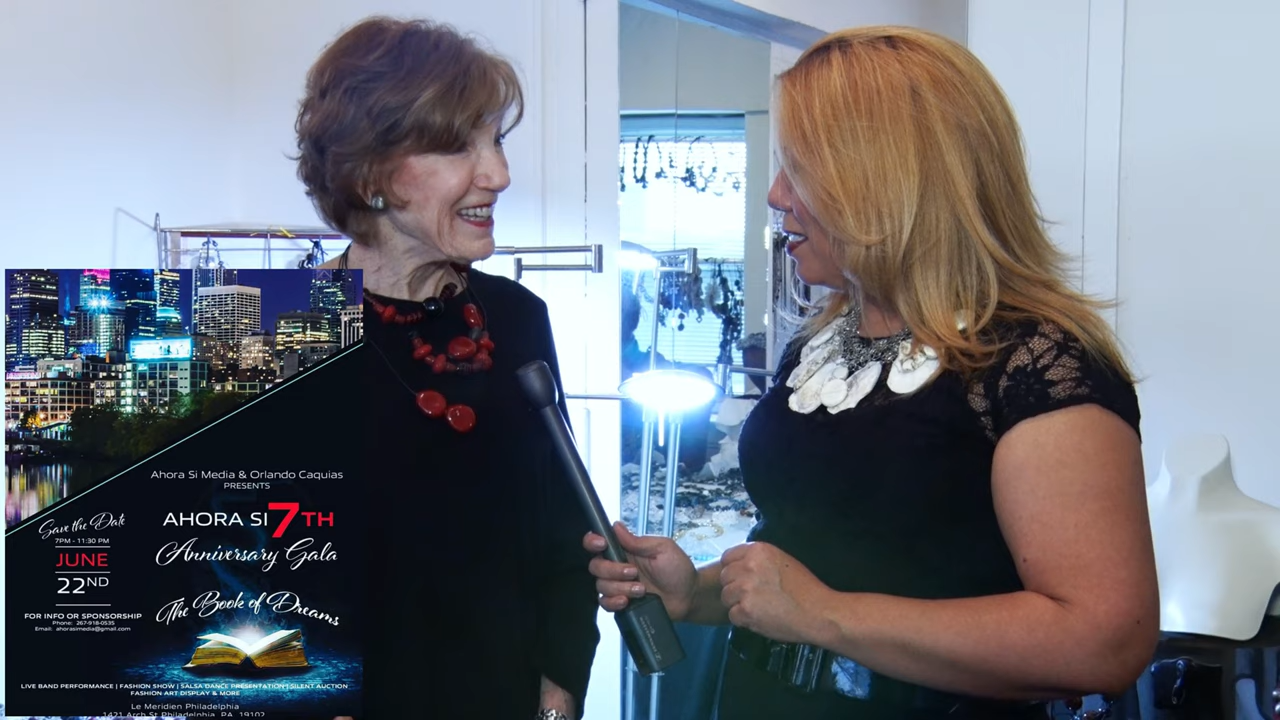 Ahora Si Media & Orlando Caquias
PRESENTS
AHORA SI 7TH
Anniversary Gala
The Book of Dreams
Save the Date
7PM - 11:30 PM
JUNE
22ND
FOR INFO OR SPONSORSHIP
Phone: 267-918-0535
Email: ahorasimedia@gmail.com
LIVE BAND PERFORMANCE | FASHION SHOW | SALSA DANCE PRESENTATION | SILENT AUCTION
FASHION ART DISPLAY & MORE
Le Meridien Philadelphia
1421 Arch St Philadelphia, PA, 19102